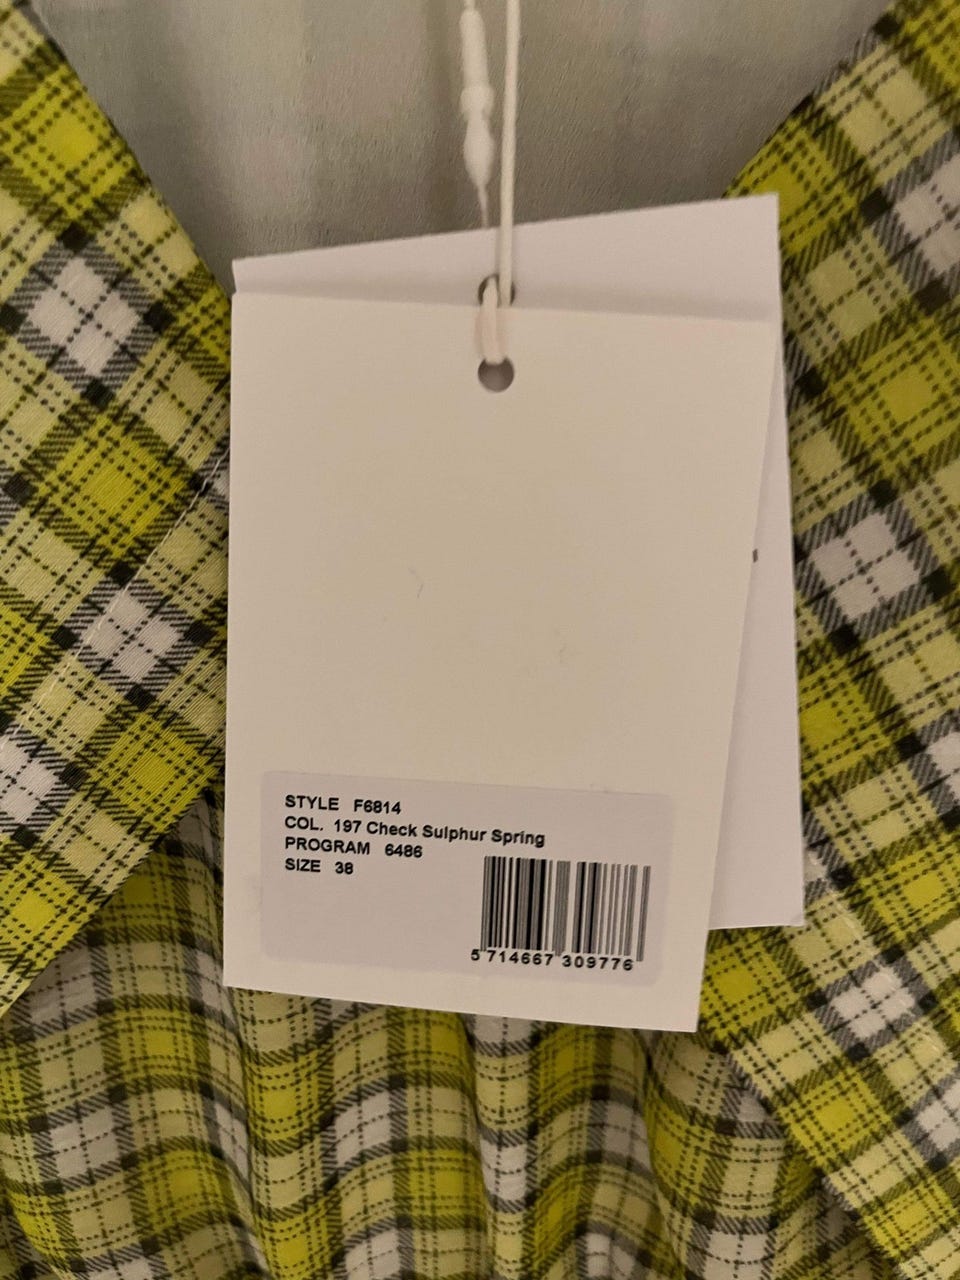 STYLE F6814
COL. 197 Check Sulphur Spring
PROGRAM 6486
SIZE 38
5 714667 309776